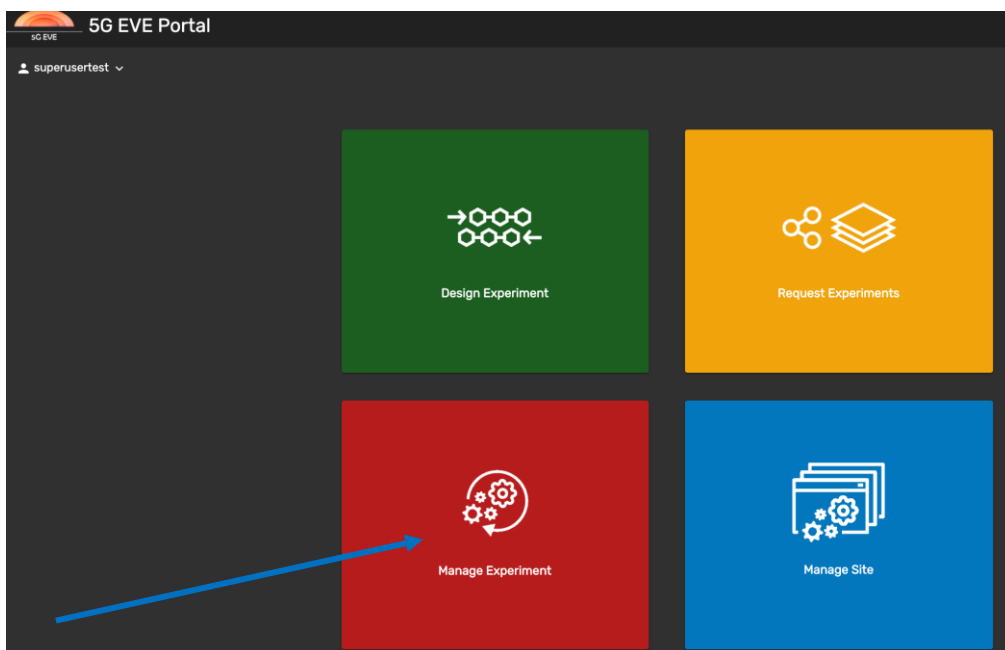 5G EVE Portal
5G EVE
superusertest
Design Experiment
Request Experiments
Manage Experiment
Manage Site